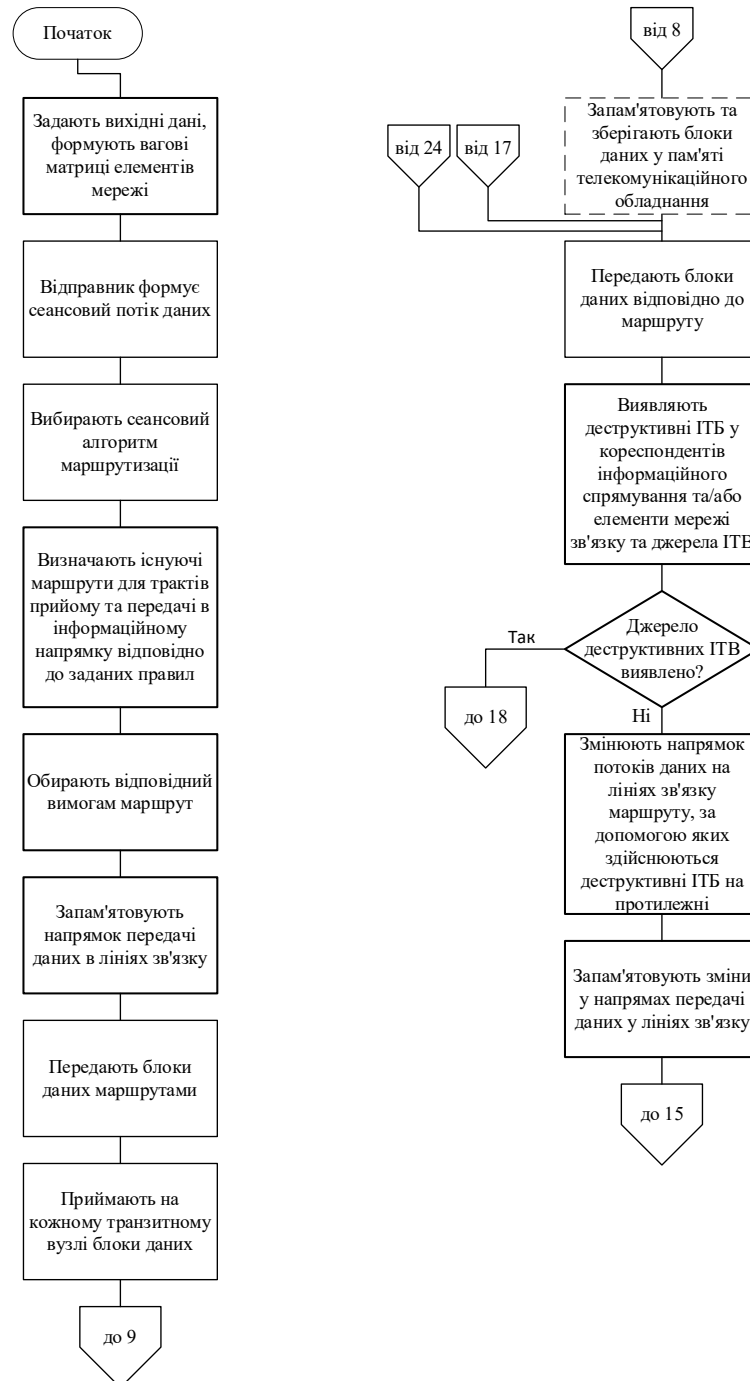 Початок
Задають вихідні дані,
формують вагові
матриці елементів
мережі
Відправник формує
сеансовий потік даних
Вибирають сеансовий
алгоритм
маршрутизації
Визначають існуючі
маршрути для трактів
прийому та передачі в
інформаційному
напрямку відповідно
до заданих правил
Обирають відповідний
вимогам маршрут
Запам'ятовують
напрямок передачі
даних в лініях зв'язку
Передають блоки
даних маршрутами
Приймають на
кожному транзитному
вузлі блоки даних
до 9
від 8
Запам'ятовують та
зберігають блоки
даних у пам'яті
телекомунікаційного
обладнання
від 24
від 17
Передають блоки
даних відповідно до
маршруту
Виявляють
деструктивні ІТБ у
кореспондентів
інформаційного
спрямування та/або
елементи мережі
зв'язку та джерела ІТВ
Джерело
деструктивних ІТВ
виявлено?
Так
до 18
Ні
Змінюють напрямок
потоків даних на
лініях зв'язку
маршруту, за
допомогою яких
здійснюються
деструктивні ІТБ на
протилежні
Запам'ятовують зміни
у напрямах передачі
даних у лініях зв'язку
до 15